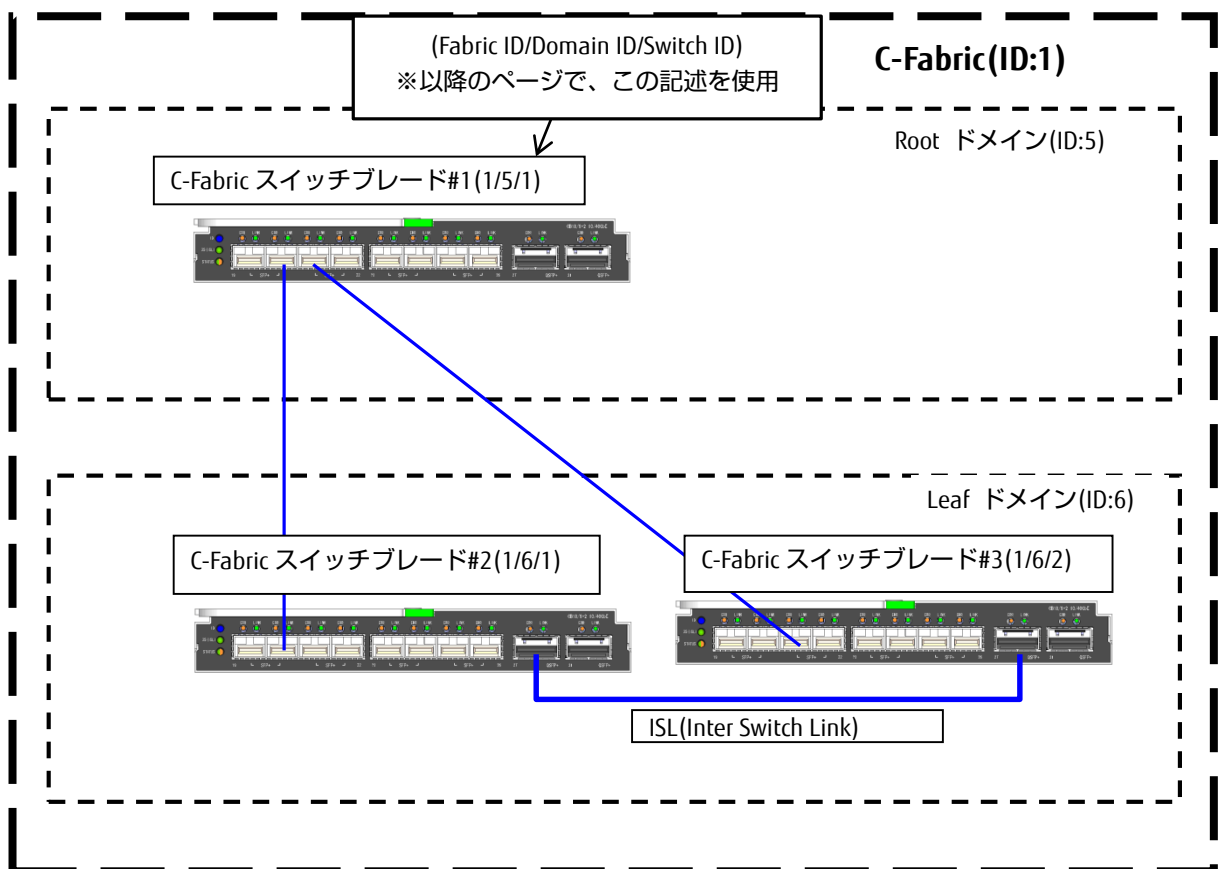 (Fabric ID/Domain ID/Switch ID)
※以降のページで、この記述を使用
C-Fabric(ID:1)
Root ドメイン(ID:5)
C-Fabric スイッチブレード#1(1/5/1)
Leaf ドメイン(ID:6)
C-Fabric スイッチブレード#2(1/6/1)
C-Fabric スイッチブレード#3(1/6/2)
ISL(Inter Switch Link)